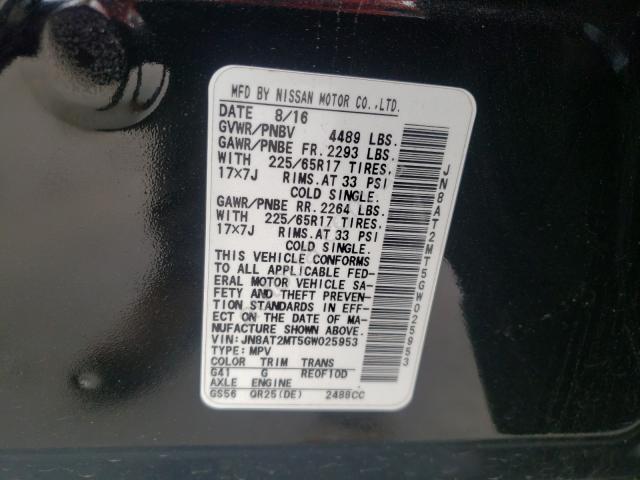 MFD BY NISSAN MOTOR CO.,LTD.
DATE 8/16
GVWR/PNBV 4489 LBS.
GAWR/PNBE FR. 2293 LBS.
WITH 225/65R17 TIRES,
17×7J RIMS.AT 33 PSI
COLD SINGLE.
GAWR/PNBE RR. 2264 LBS.
WITH 225/65R17 TIRES,
17×7J RIMS.AT 33 PSI
COLD SINGLE.
THIS VEHICLE CONFORMS
TO ALL APPLICABLE FED-
ERAL MOTOR VEHICLE SA-
FETY AND THEFT PREVEN-
TION STANDARDS IN EFF-
ECT ON THE DATE OF MA-
NUFACTURE SHOWN ABOVE.
VIN:JN8AT2MT5GW025953
TYPE:MPV
COLOR TRIM TRANS
G41 G RE0F10D
AXLE ENGINE
GS56 QR25(DE) 2488CC
JN8AT2MT5GW025953